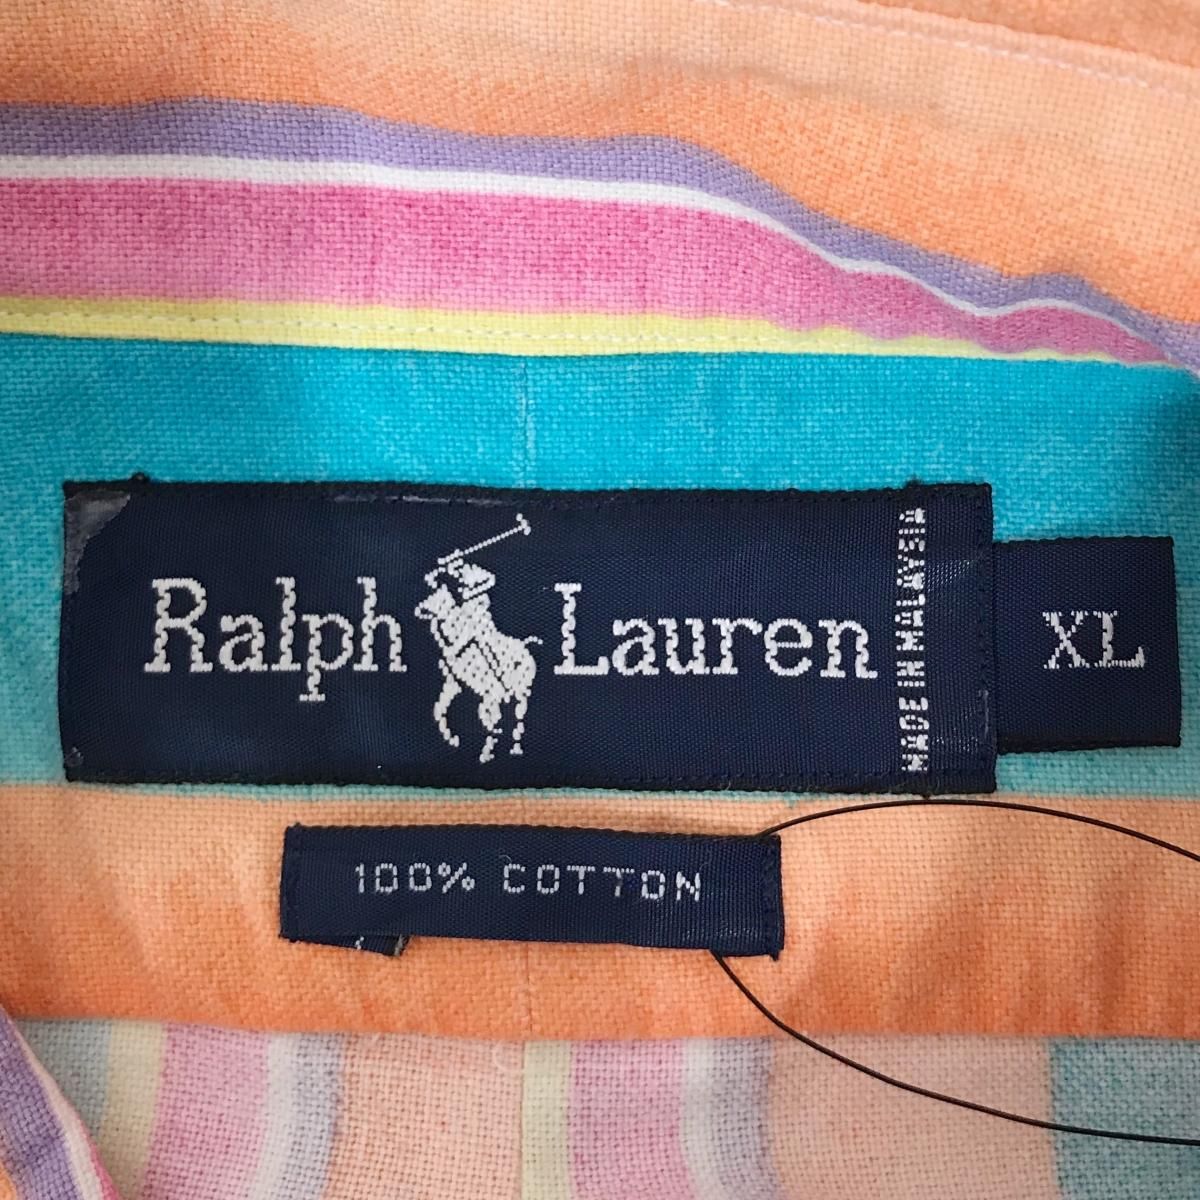 Ralph Lauren
MADE IN MALAYSIA
XL
100% COTTON